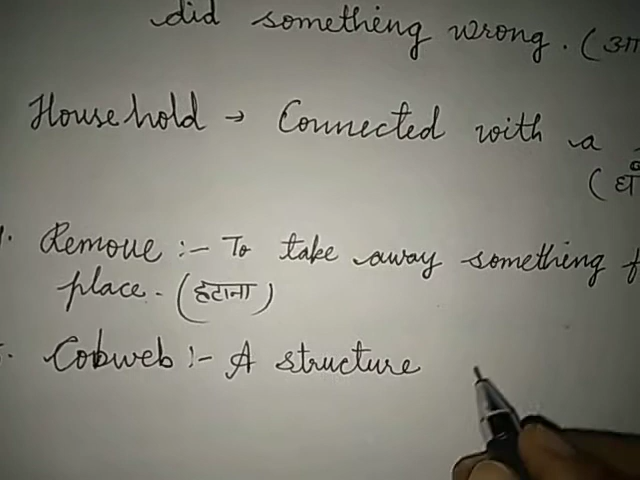 did something wrong. (
Household → Connected with a
(
Remove :- To take away something
place. (हटाना)
Cobweb :- A structure